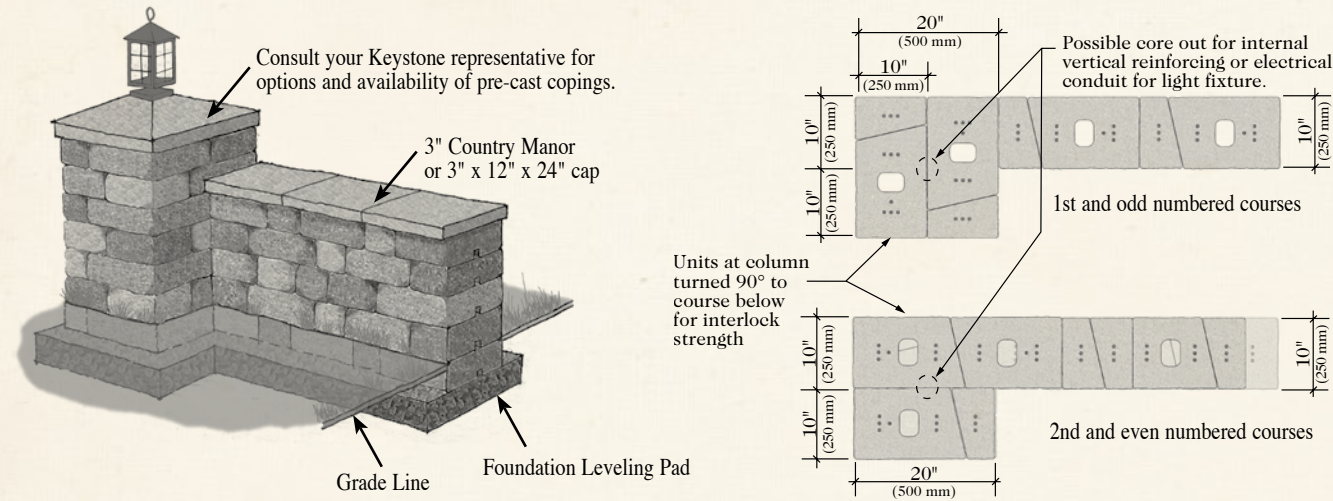 Consult your Keystone representative for
options and availability of pre-cast copings.
3" Country Manor
or 3" x 12" x 24" cap
Grade Line
Foundation Leveling Pad
20"
(500 mm)
10"
(250 mm)
Possible core out for internal
vertical reinforcing or electrical
conduit for light fixture.
10"
(250 mm)
10"
(250 mm)
10"
(250 mm)
1st and odd numbered courses
Units at column
turned 90° to
course below
for interlock
strength
10"
(250 mm)
10"
(250 mm)
10"
(250 mm)
2nd and even numbered courses
20"
(500 mm)